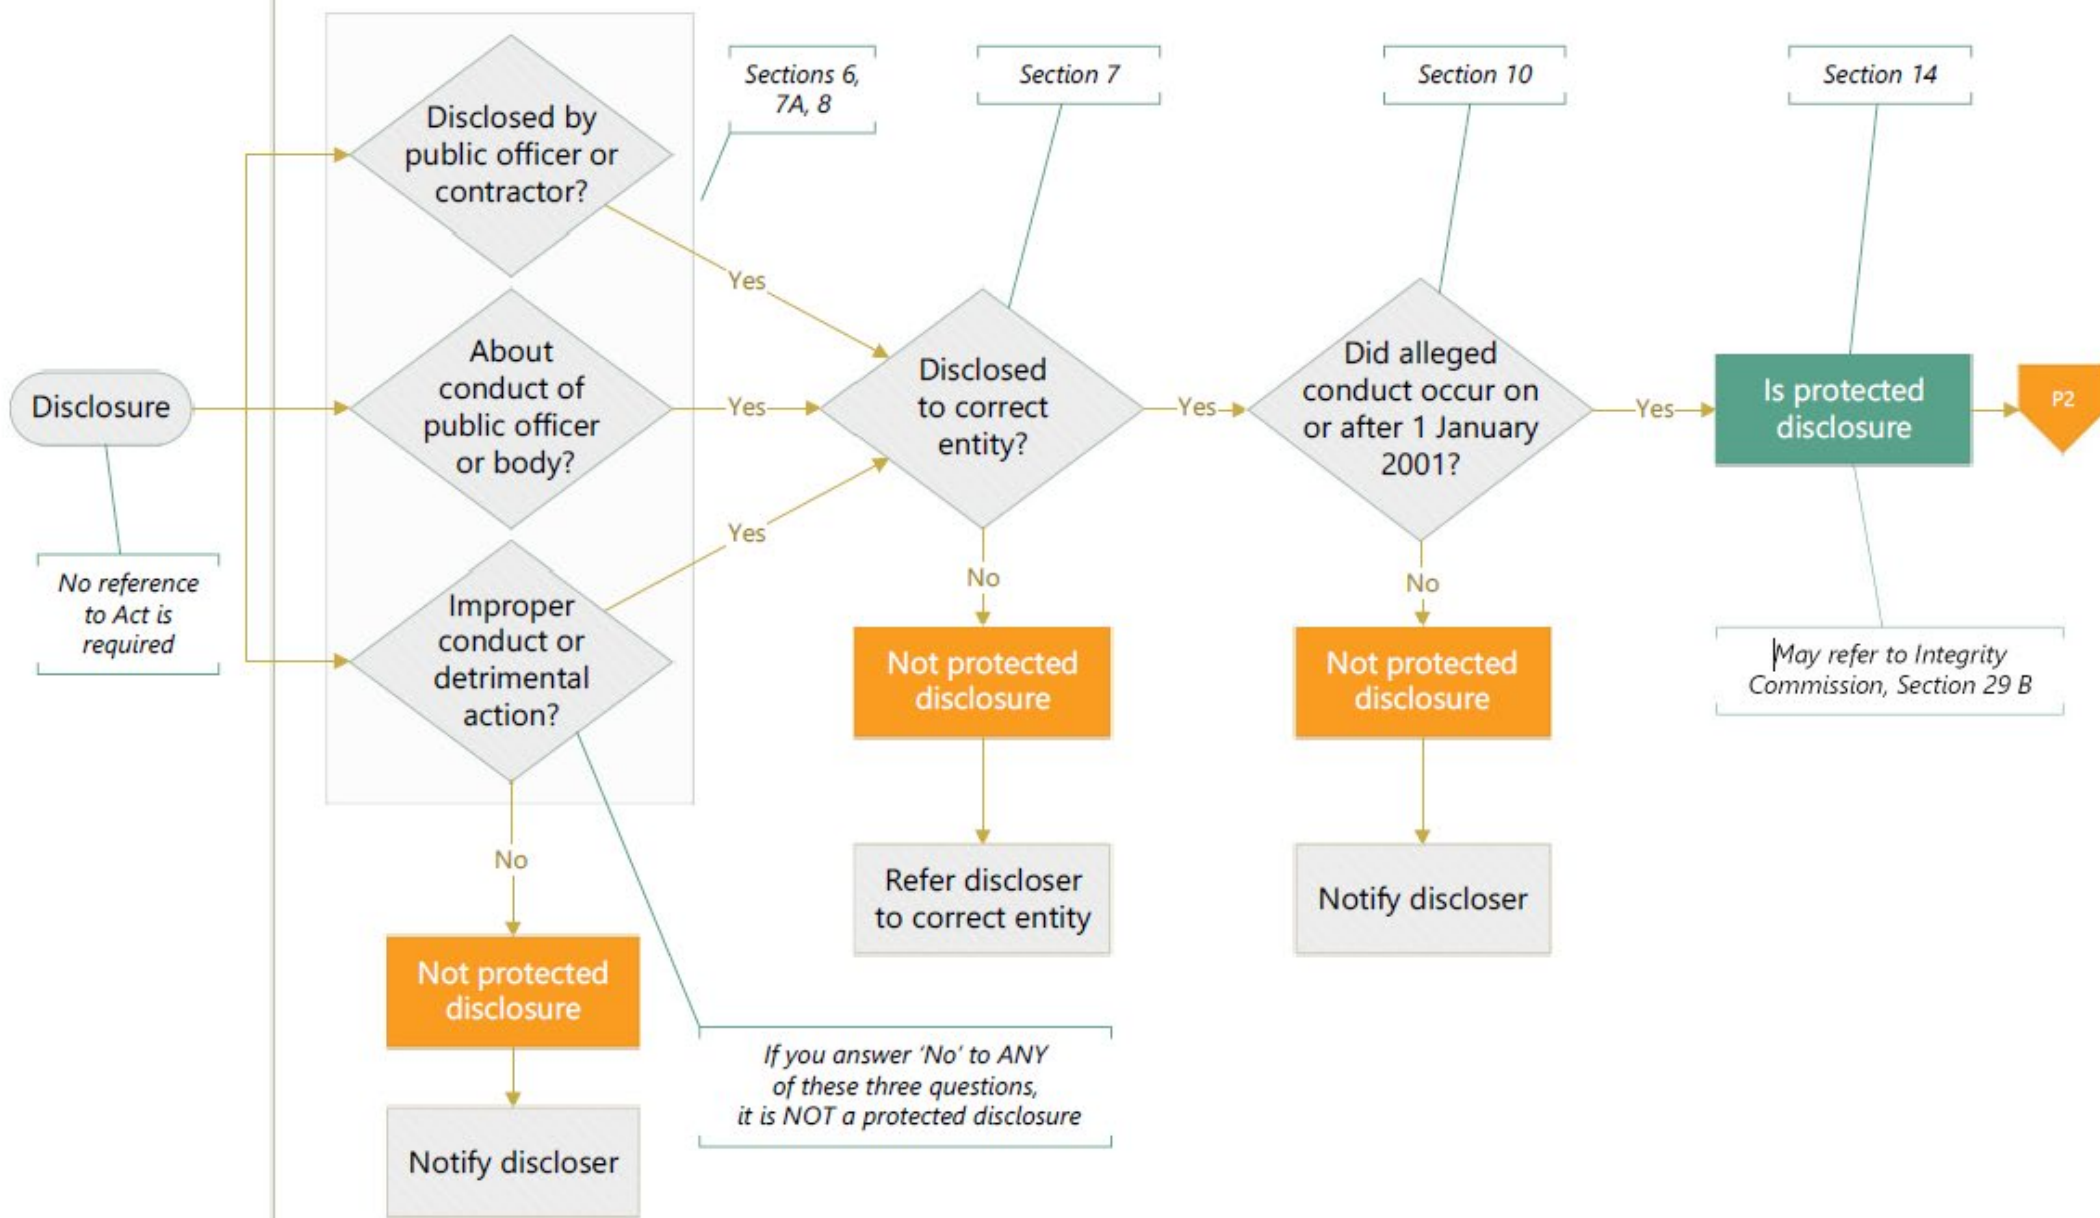 Disclosed by
public officer or
contractor?
Sections 6,
7A, 8
Section 7
Section 10
Section 14
Yes
Disclosure
About
conduct of
public officer
or body?
Yes
Disclosed
to correct
entity?
Yes
Did alleged
conduct occur on
or after 1 January
2001?
Yes
Is protected
disclosure
P2
No reference
to Act is
required
Yes
Improper
conduct or
detrimental
action?
No
Not protected
disclosure
No
Not protected
disclosure
May refer to Integrity
Commission, Section 29 B
No
Refer discloser
to correct entity
Notify discloser
Not protected
disclosure
If you answer ‘No’ to ANY
of these three questions,
it is NOT a protected disclosure
Notify discloser